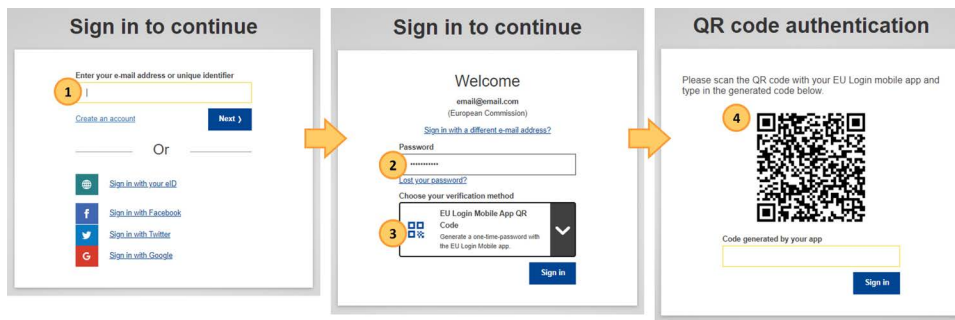 Sign in to continue
Enter your e-mail address or unique identifier
1
Create an account
Next ❯
Or
Sign in with your eID
f
Sign in with Facebook
Sign in with Twitter
G
Sign in with Google
Sign in to continue
Welcome
email@email.com
(European Commission)
Sign in with a different e-mail address?
Password
2
............
Lost your password?
Choose your verification method
3
EU Login Mobile App QR
Code
Generate a one-time-password with
the EU Login Mobile app.
Sign in
QR code authentication
Please scan the QR code with your EU Login mobile app and
type in the generated code below.
4
Code generated by your app
Sign in